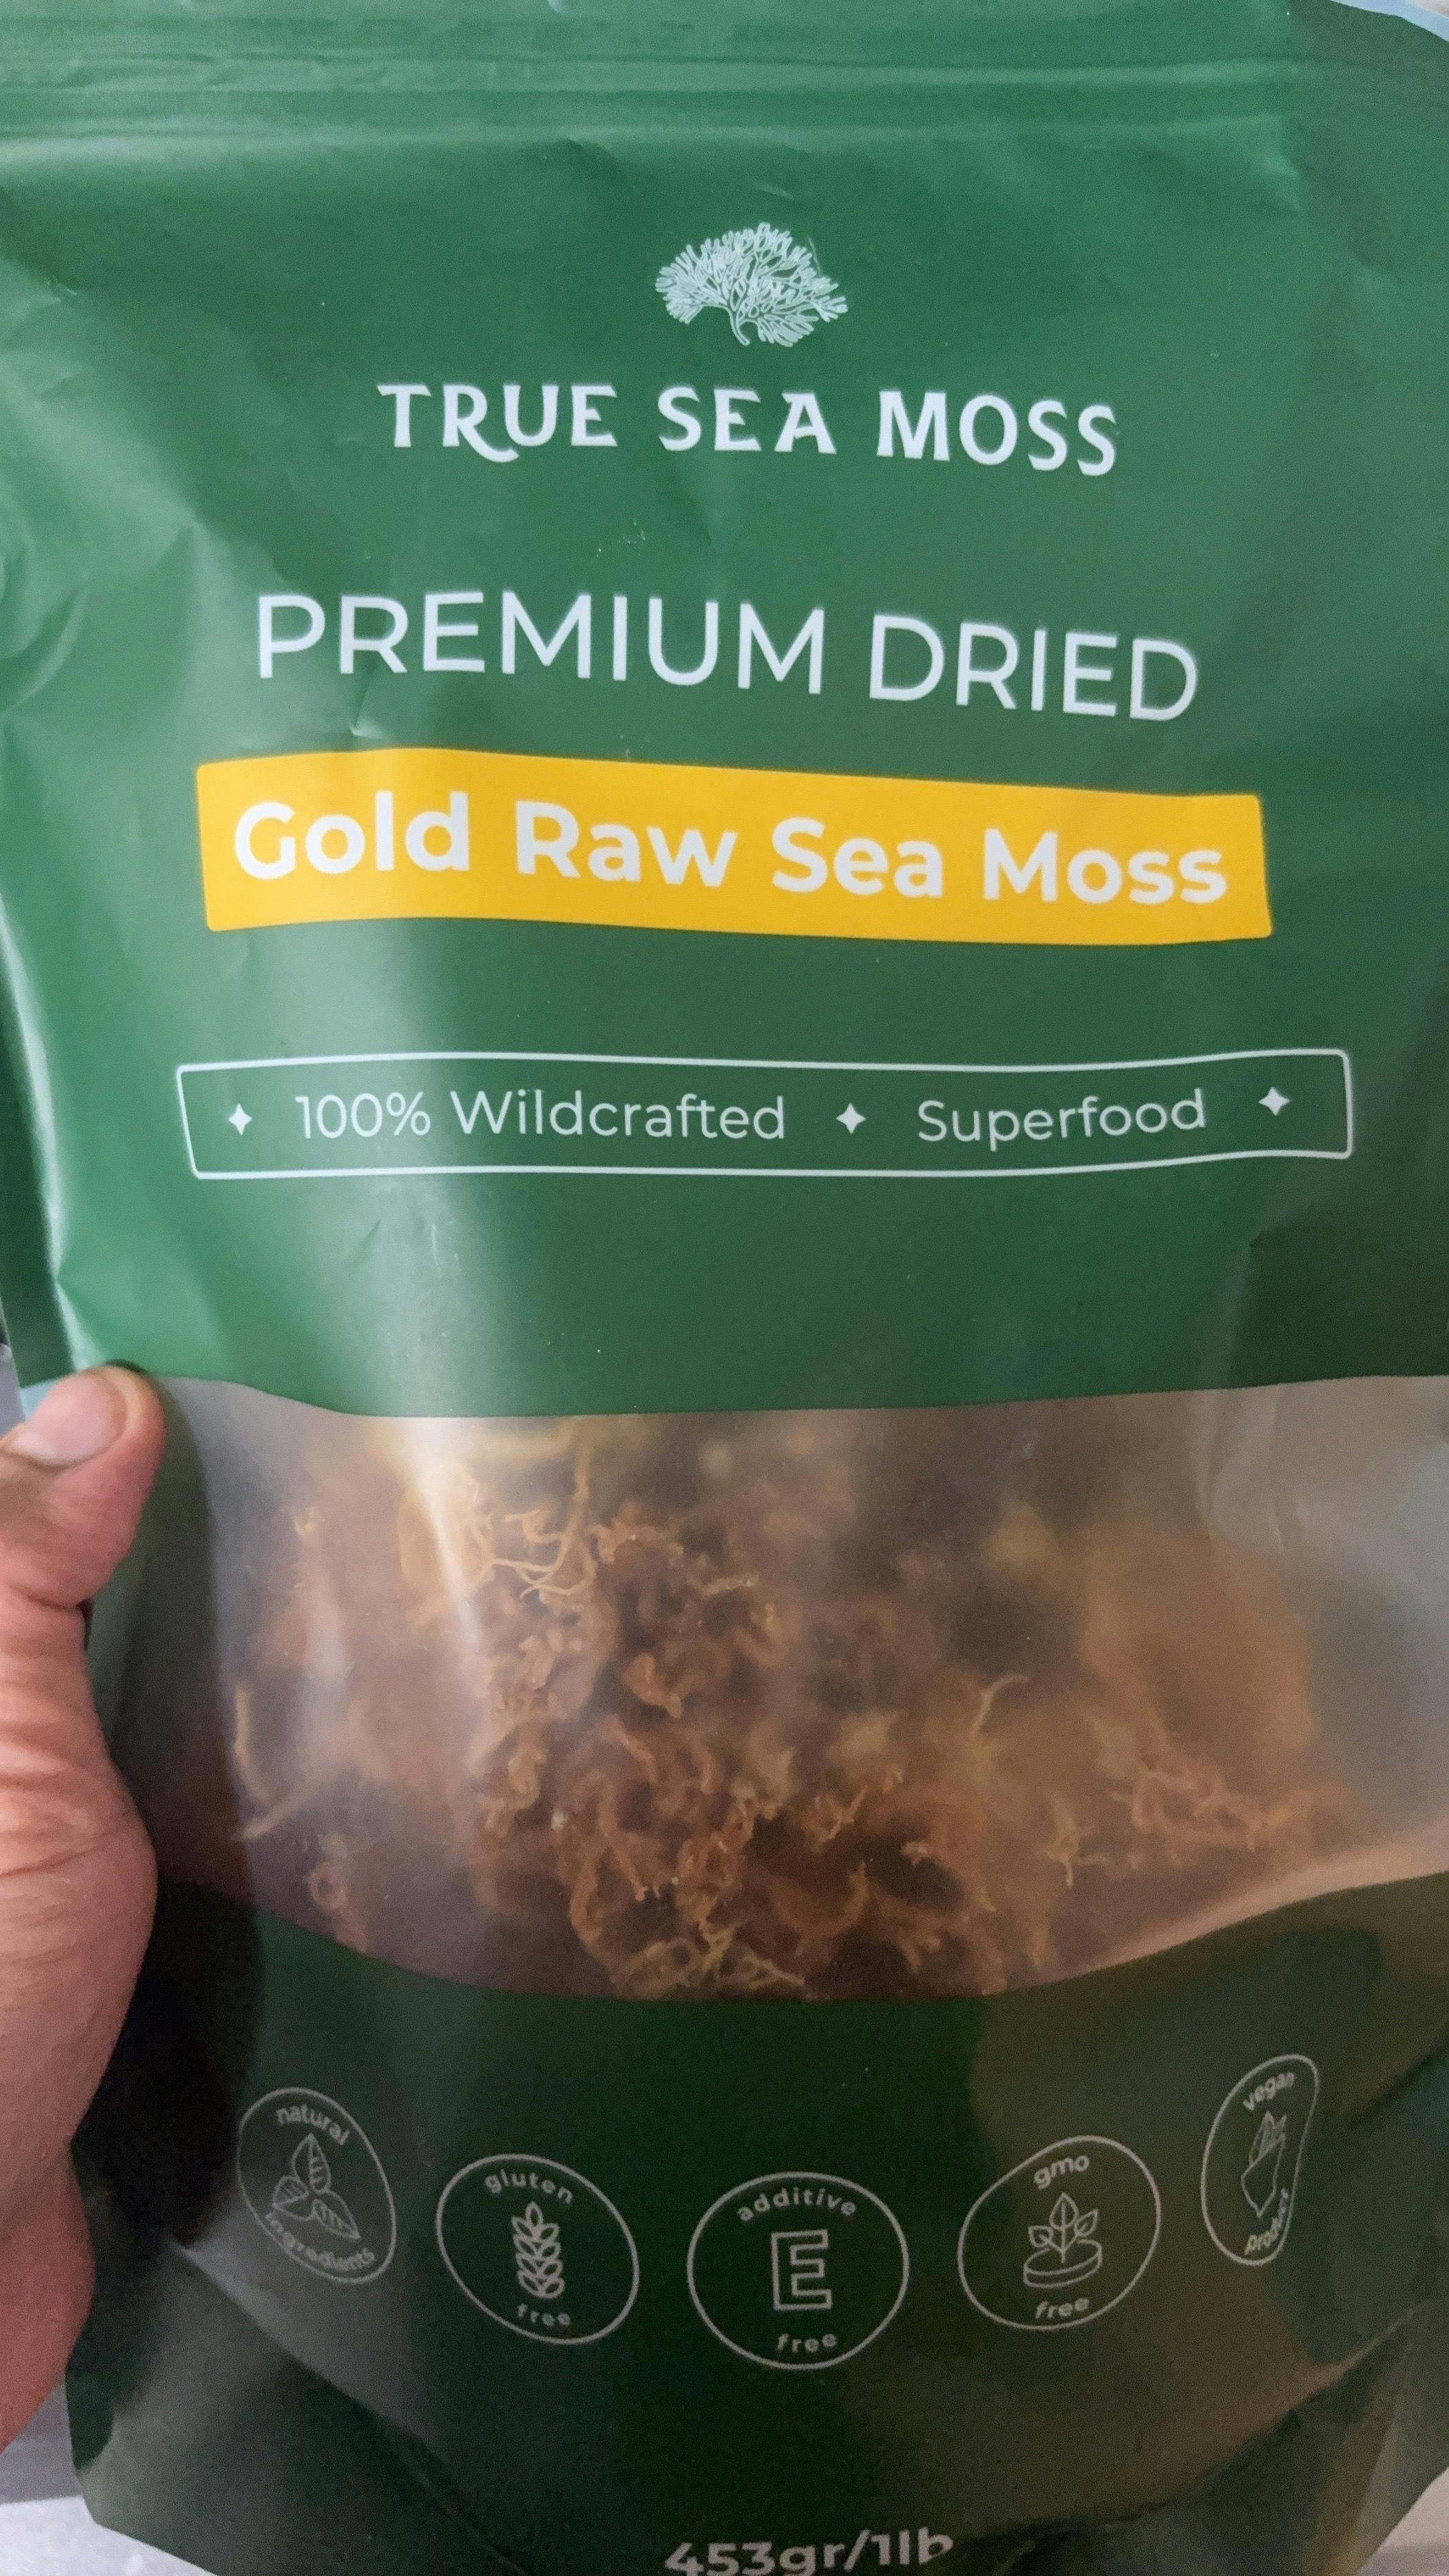 TRUE SEA MOSS
PREMIUM DRIED
Gold Raw Sea Moss
100% Wildcrafted ✦ Superfood
natural
ingredients
gluten
free
additive
E
free
gmo
free
vegan
product
453gr/1lb